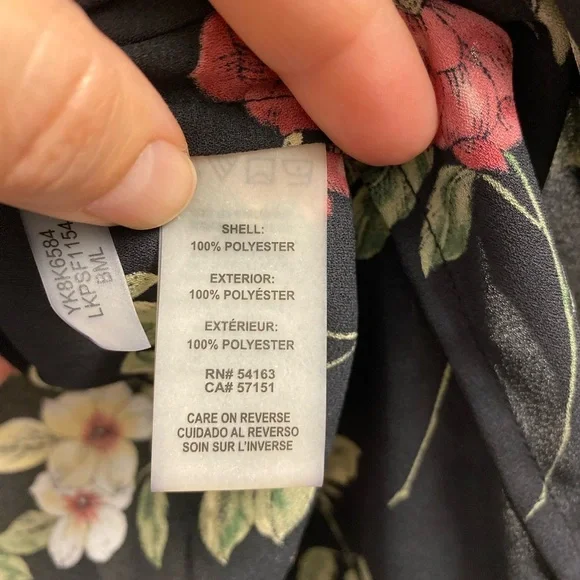 SHELL:
100% POLYESTER
EXTERIOR:
100% POLYÉSTER
EXTÉRIEUR:
100% POLYESTER
RN# 54163
CA# 57151
CARE ON REVERSE
CUIDADO AL REVERSO
SOIN SUR L'INVERSE
YK8K6584
LKPSF1154
BML